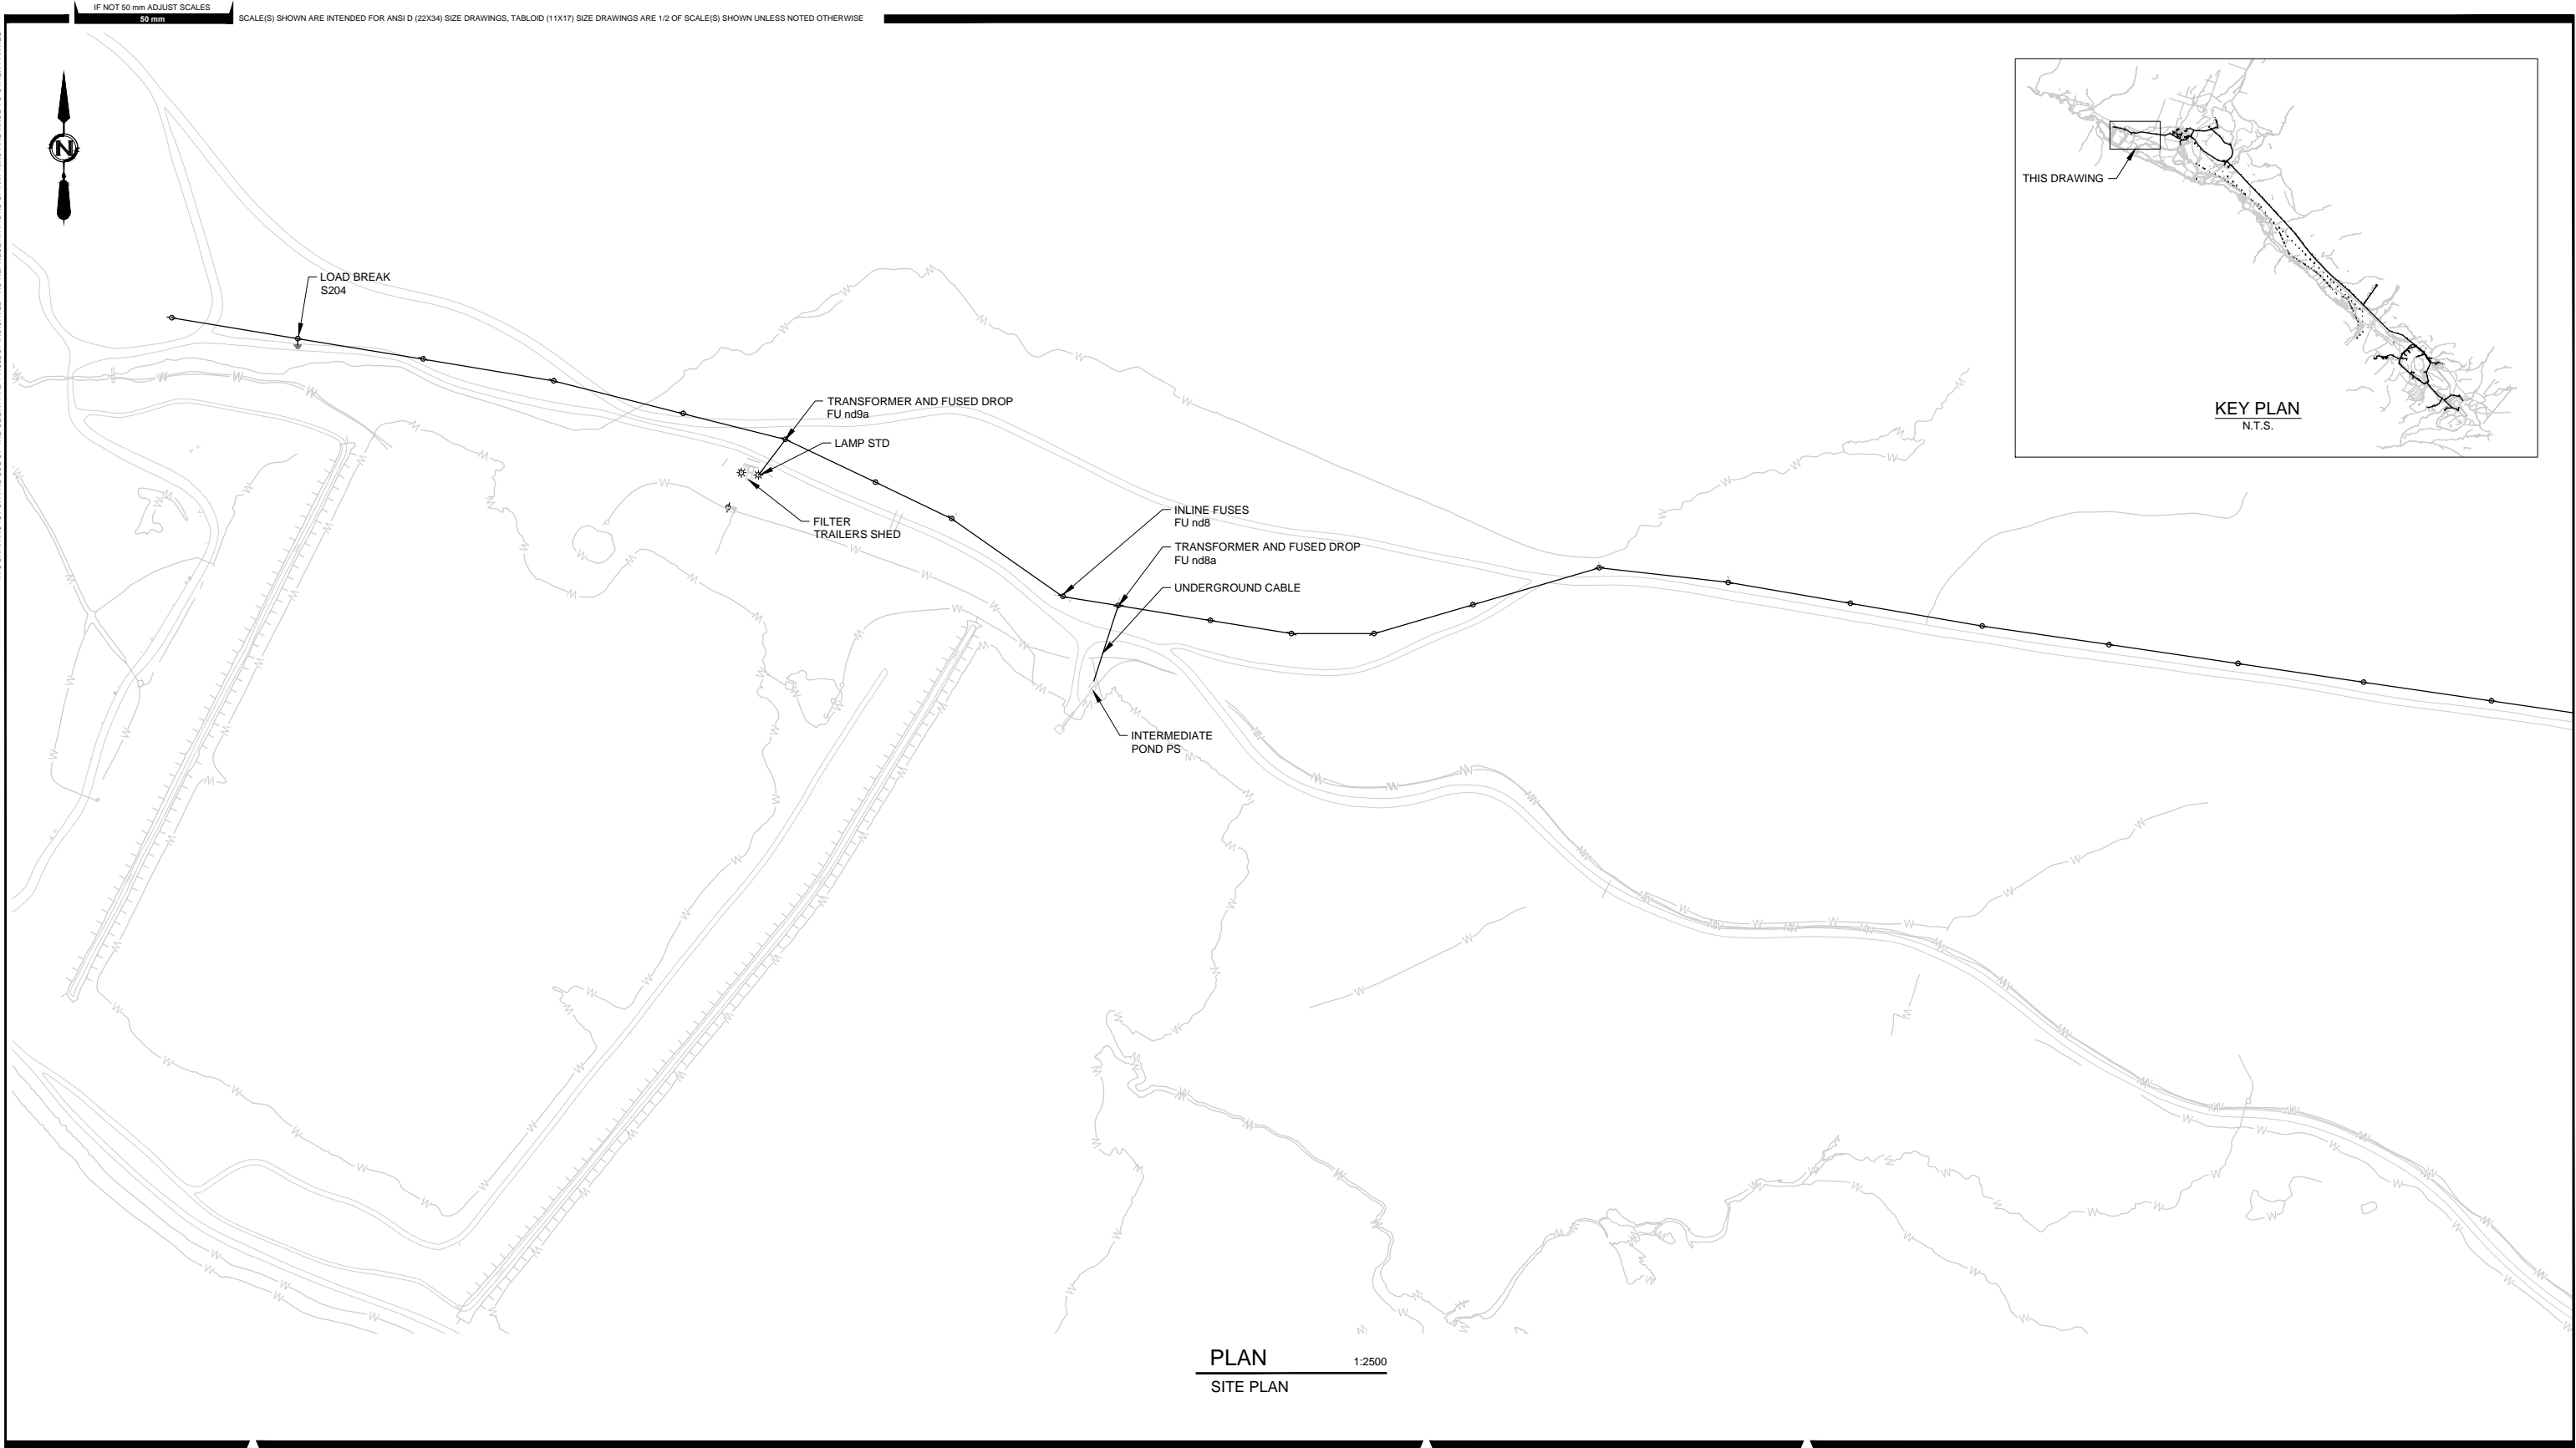 IF NOT 50 mm ADJUST SCALES
50 mm
SCALE(S) SHOWN ARE INTENDED FOR ANSI D (22X34) SIZE DRAWINGS, TABLOID (11X17) SIZE DRAWINGS ARE 1/2 OF SCALE(S) SHOWN UNLESS NOTED OTHERWISE
N
THIS DRAWING
KEY PLAN
N.T.S.
LOAD BREAK
S204
TRANSFORMER AND FUSED DROP
FU nd9a
LAMP STD
FILTER
TRAILERS SHED
INLINE FUSES
FU nd8
TRANSFORMER AND FUSED DROP
FU nd8a
UNDERGROUND CABLE
INTERMEDIATE
POND PS
PLAN
1:2500
SITE PLAN